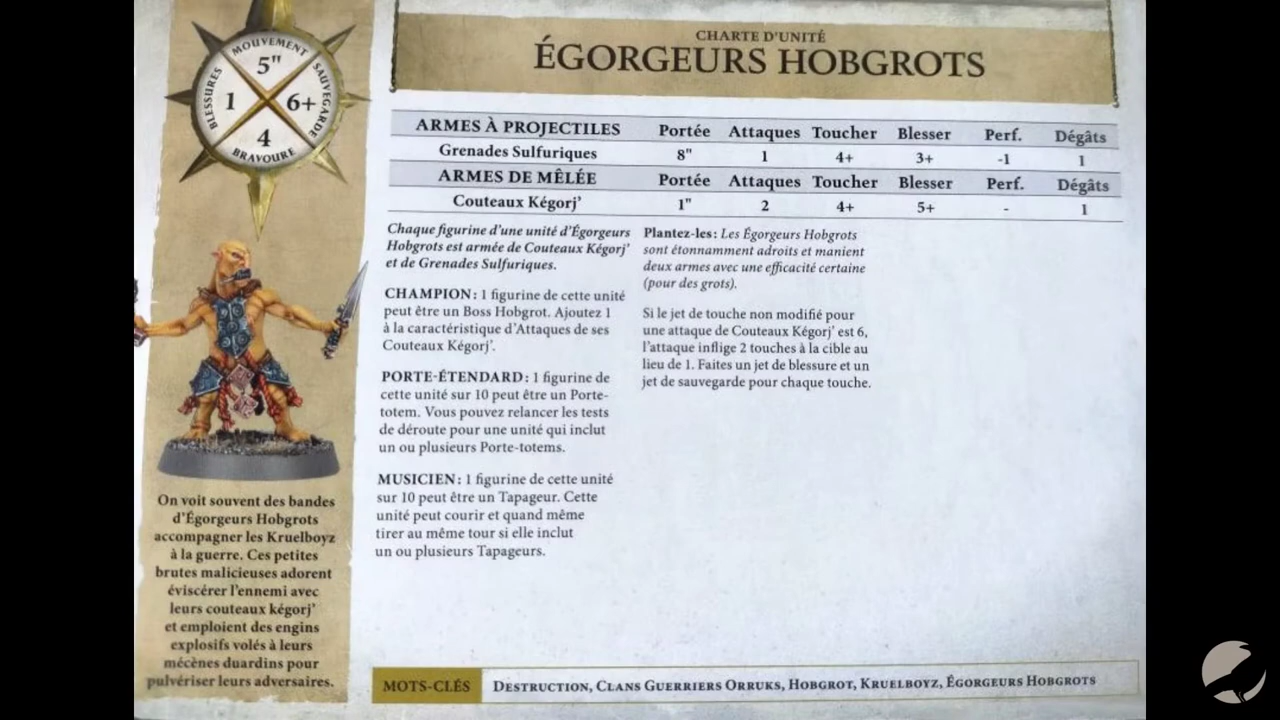 MOUVEMENT
5"
BLESSURES
1
6+
SAUVEGARDE
4
BRAVOURE
CHARTE D'UNITÉ
ÉGORGEURS HOBGROTS
ARMES À PROJECTILES Portée Attaques Toucher Blesser Perf. Dégâts
Grenades Sulfuriques 8" 1 4+ 3+ -1 1
ARMES DE MÊLÉE Portée Attaques Toucher Blesser Perf. Dégâts
Couteaux Kégorj' 1" 2 4+ 5+ - 1
Chaque figurine d'une unité d'Égorgeurs
Hobgrots est armée de Couteaux Kégorj'
et de Grenades Sulfuriques.
CHAMPION : 1 figurine de cette unité
peut être un Boss Hobgrot. Ajoutez 1
à la caractéristique d'Attaques de ses
Couteaux Kégorj'.
PORTE-ÉTENDARD : 1 figurine de
cette unité sur 10 peut être un Porte-
totem. Vous pouvez relancer les tests
de déroute pour une unité qui inclut
un ou plusieurs Porte-totems.
MUSICIEN : 1 figurine de cette unité
sur 10 peut être un Tapageur. Cette
unité peut courir et quand même
tirer au même tour si elle inclut
un ou plusieurs Tapageurs.
Plantez-les : Les Égorgeurs Hobgrots
sont étonnamment adroits et manient
deux armes avec une efficacité certaine
(pour des grots).
Si le jet de touche non modifié pour
une attaque de Couteaux Kégorj' est 6,
l'attaque inflige 2 touches à la cible au
lieu de 1. Faites un jet de blessure et un
jet de sauvegarde pour chaque touche.
On voit souvent des bandes
d'Égorgeurs Hobgrots
accompagner les Kruelboyz
à la guerre. Ces petites
brutes malicieuses adorent
éviscérer l'ennemi avec
leurs couteaux kégorj'
et emploient des engins
explosifs volés à leurs
mécènes duardins pour
pulvériser leurs adversaires.
MOTS-CLÉS DESTRUCTION, CLANS GUERRIERS ORRUKS, HOBGROT, KRUELBOYZ, ÉGORGEURS HOBGROTS